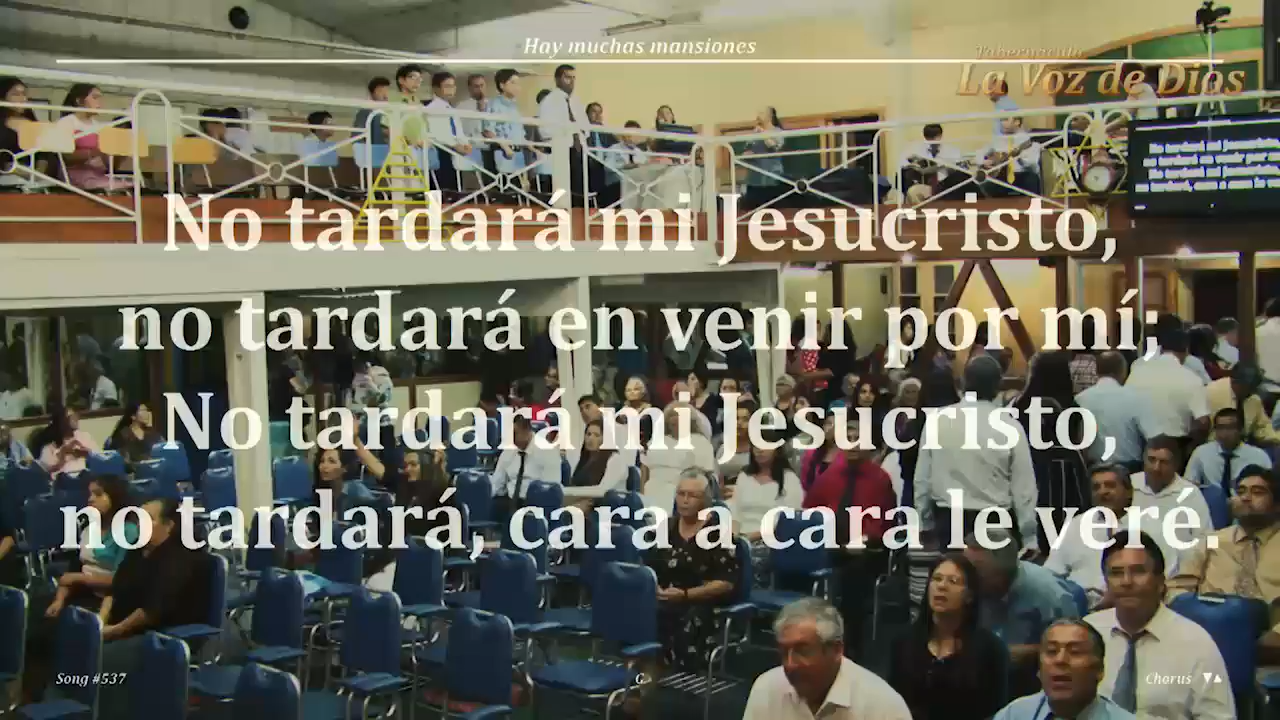 Hay muchas mansiones
Tabernáculo
La Voz de Dios
No tardará mi Jesucristo,
no tardará en venir por mí;
No tardará mi Jesucristo,
no tardará, cara a cara le veré.
Song #537
C
Chorus